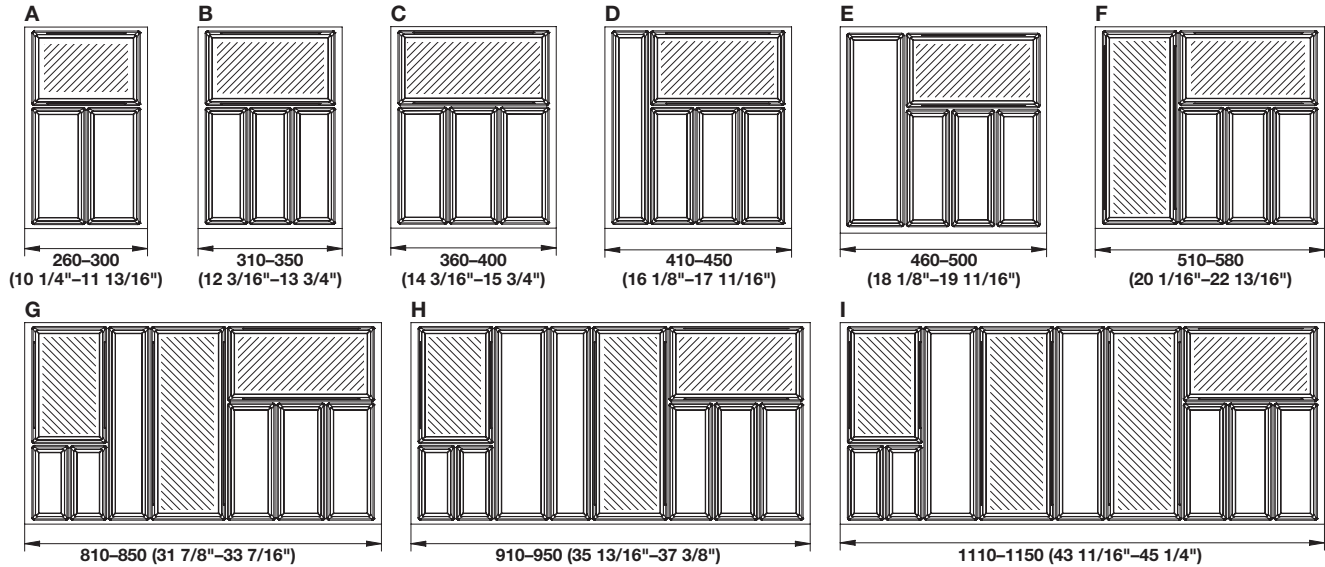 A
B
C
D
E
F
260–300
(10 1/4"–11 13/16")
310–350
(12 3/16"–13 3/4")
360–400
(14 3/16"–15 3/4")
410–450
(16 1/8"–17 11/16")
460–500
(18 1/8"–19 11/16")
510–580
(20 1/16"–22 13/16")
G
H
I
810–850 (31 7/8"–33 7/16")
910–950 (35 13/16"–37 3/8")
1110–1150 (43 11/16"–45 1/4")